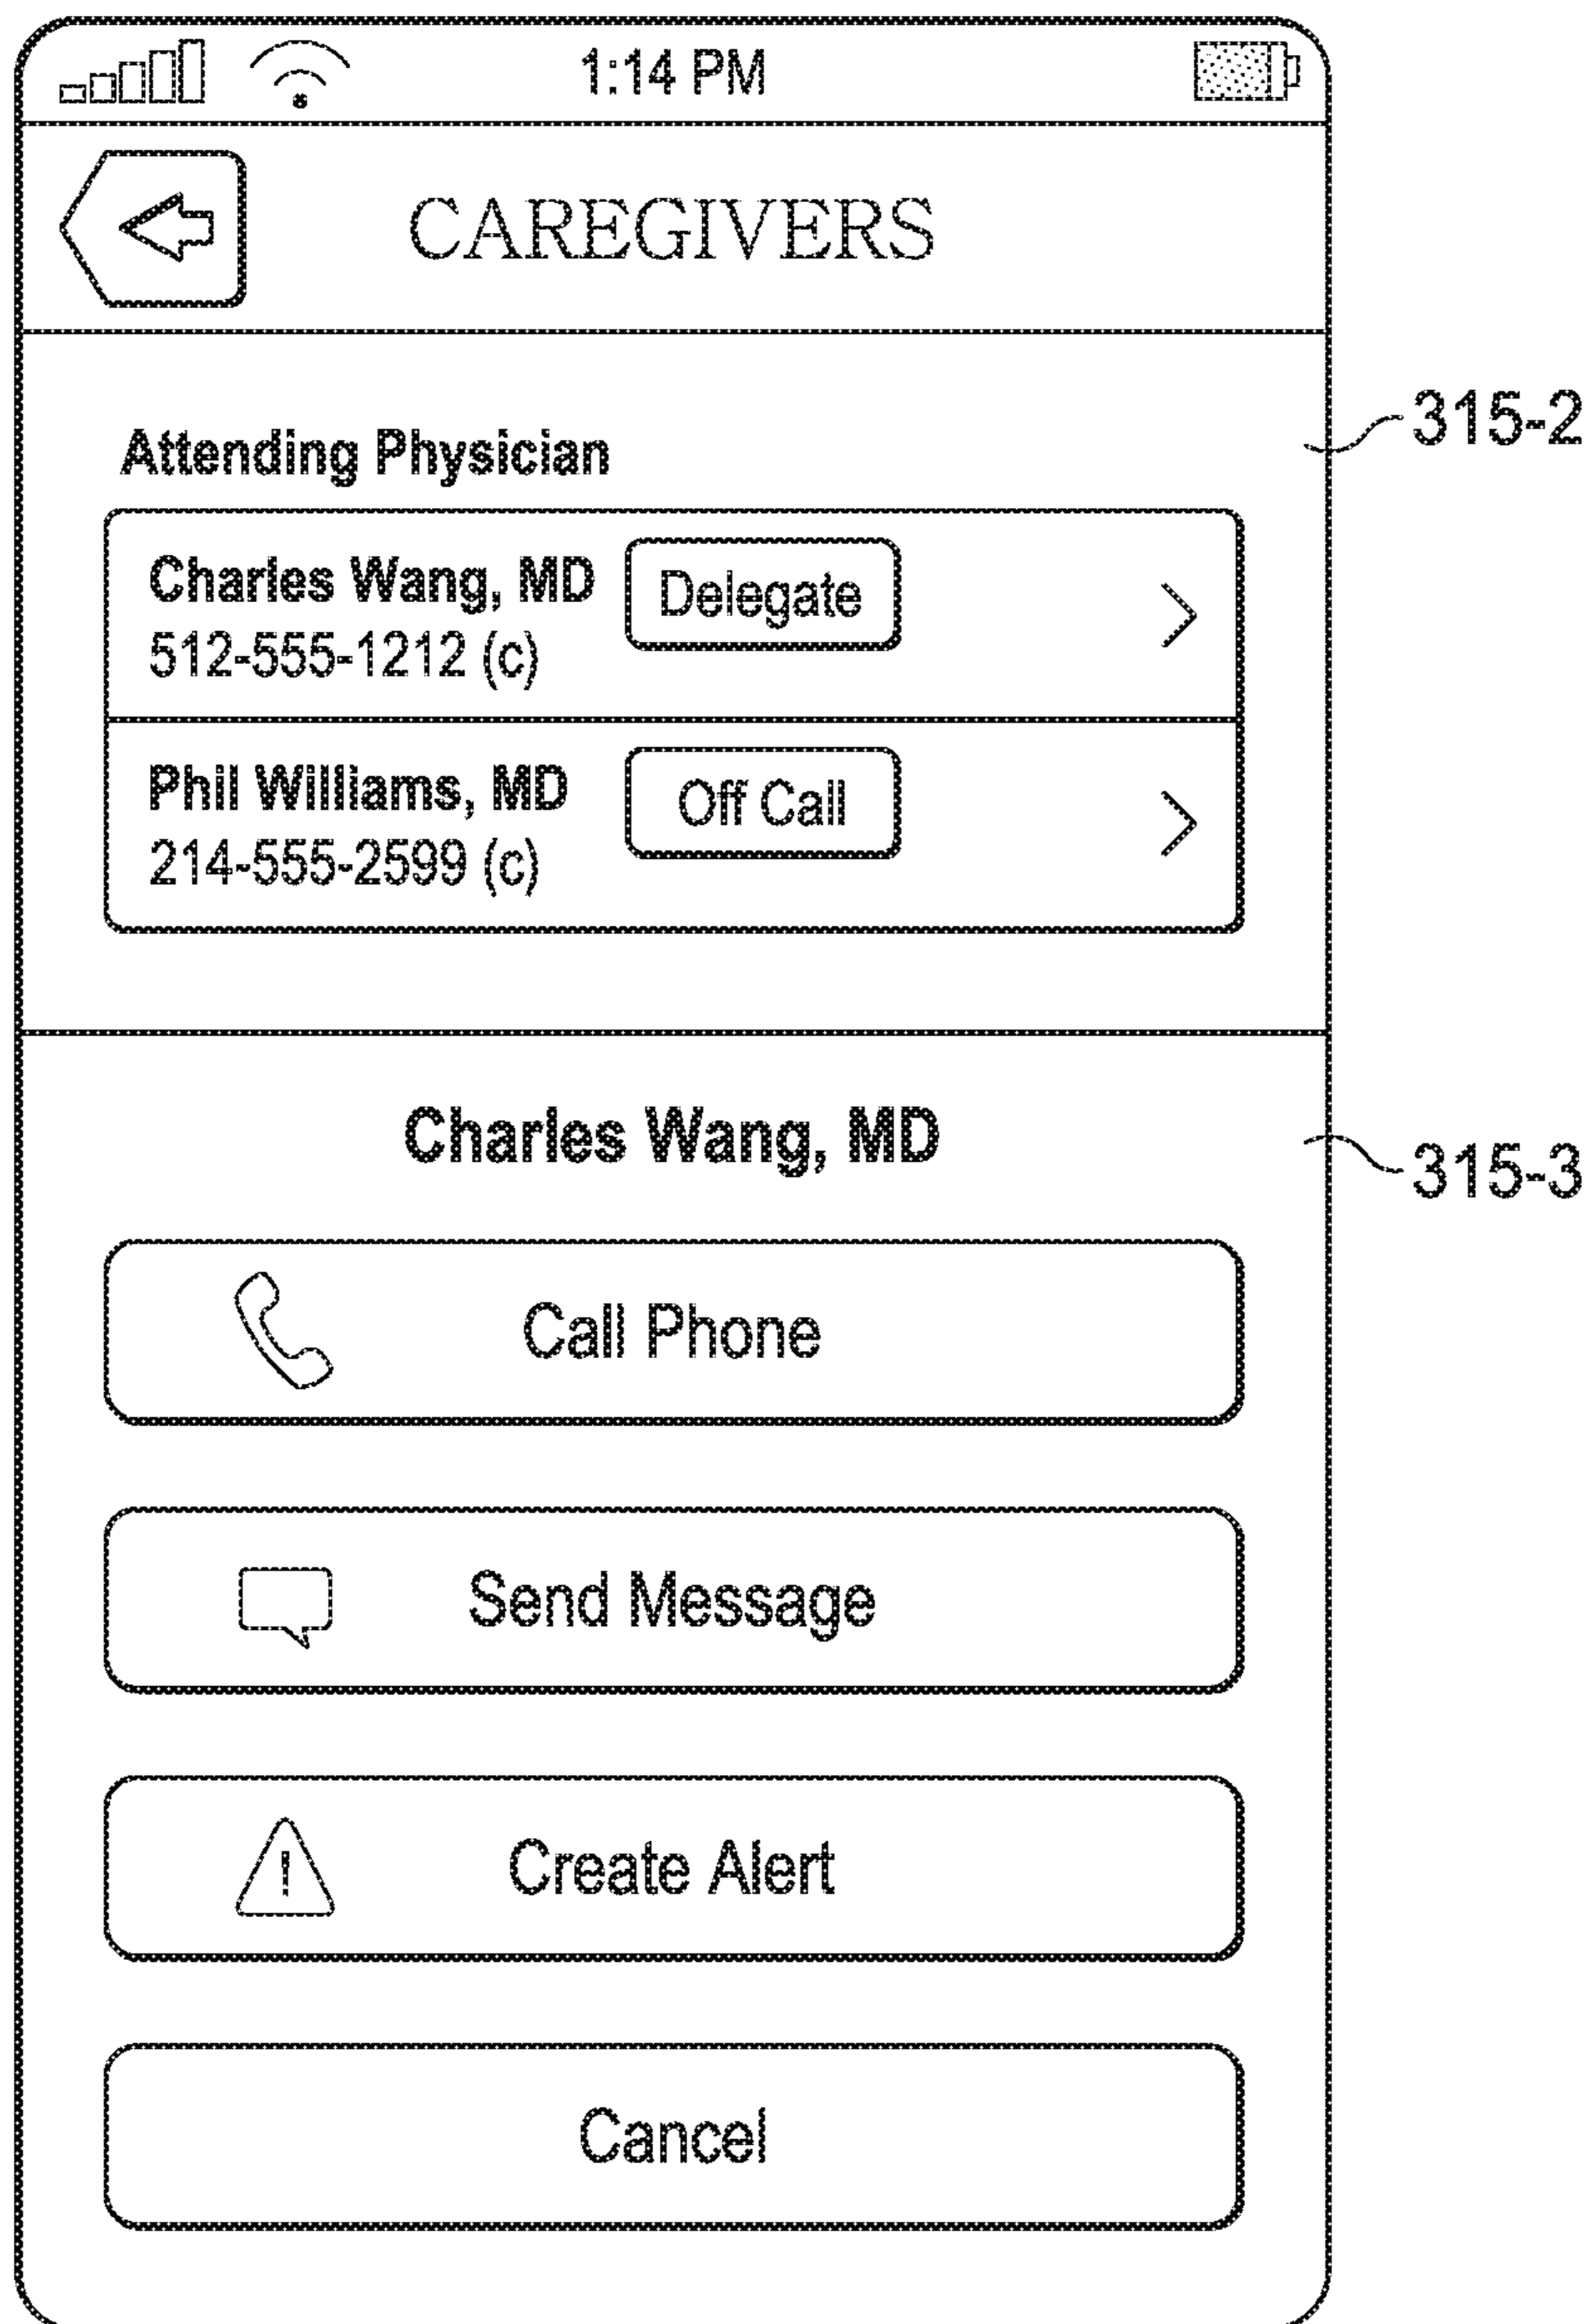 1:14 PM
CAREGIVERS
315-2
Attending Physician
Charles Wang, MD Delegate
512-555-1212 (c)
Phil Williams, MD Off Call
214-555-2599 (c)
Charles Wang, MD
315-3
Call Phone
Send Message
! Create Alert
Cancel